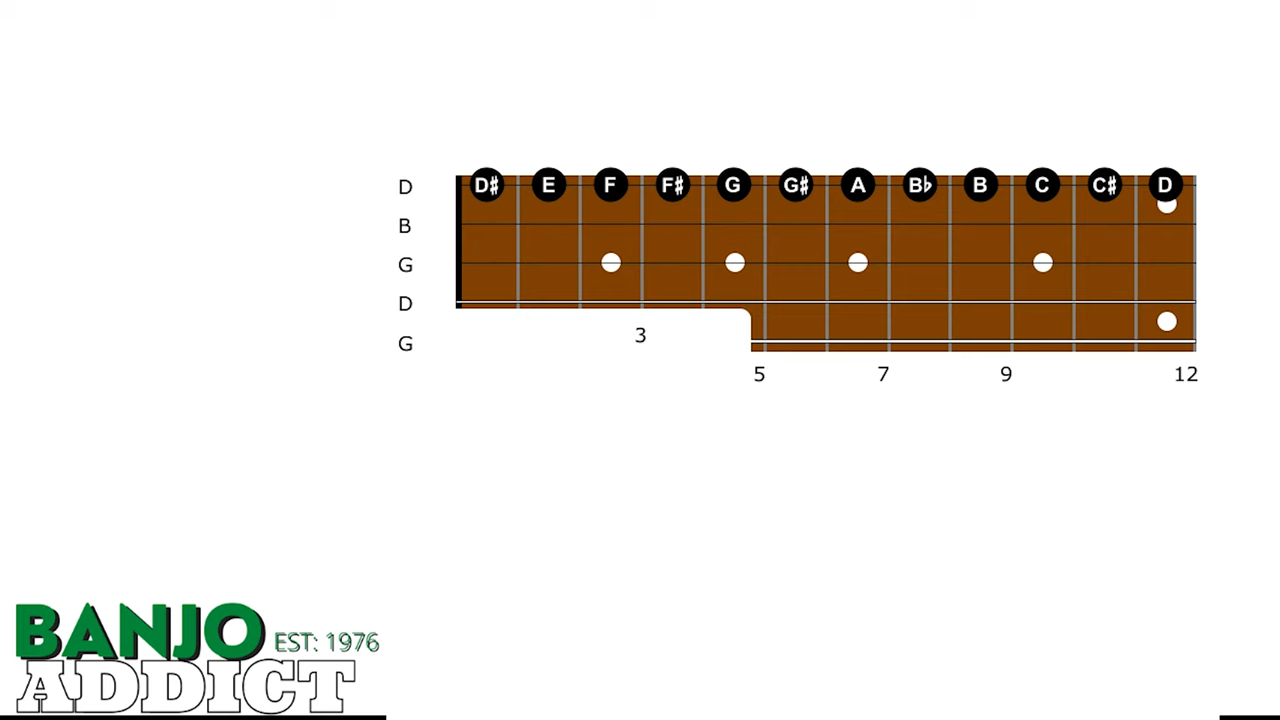 D D♯ E F F♯ G G♯ A B♭ B C C♯ D
B
G
D
3
G
5 7 9 12
BANJO EST: 1976
ADDICT